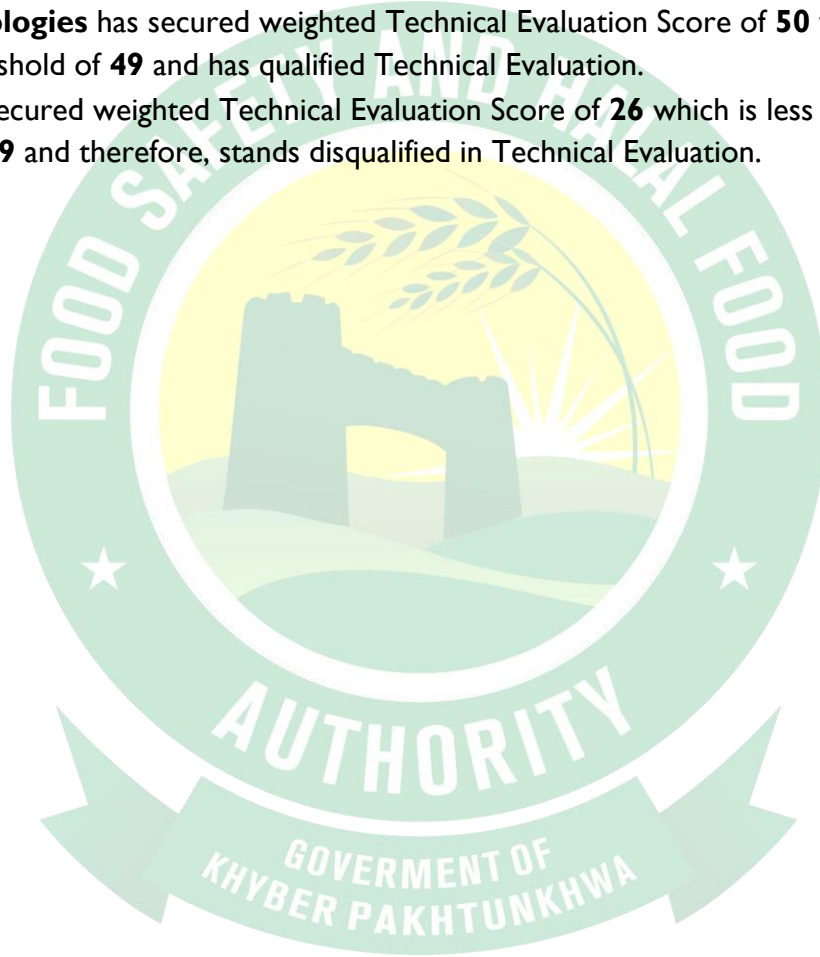 ologies has secured weighted Technical Evaluation Score of 50
shold of 49 and has qualified Technical Evaluation.
ecured weighted Technical Evaluation Score of 26 which is less
9 and therefore, stands disqualified in Technical Evaluation.
FOOD SAFETY AND HALAL FOOD
AUTHORITY
GOVERMENT OF
KHYBER PAKHTUNKHWA